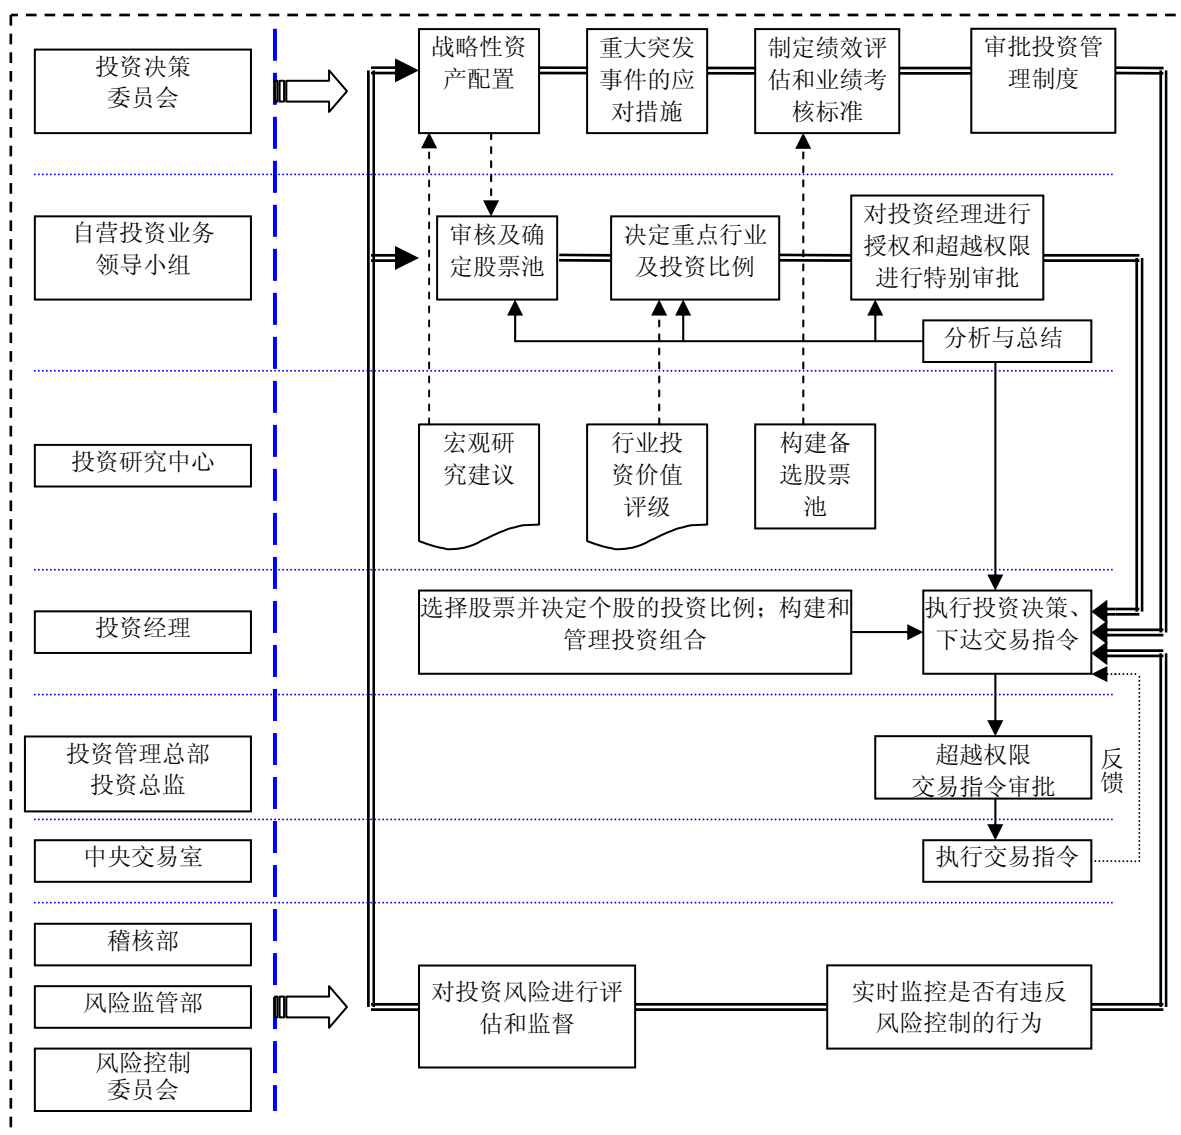 投资决策
委员会
战略性资
产配置
重大突发
事件的应
对措施
制定绩效评
估和业绩考
核标准
审批投资管
理制度
自营投资业务
领导小组
审核及确
定股票池
决定重点行业
及投资比例
对投资经理进行
授权和超越权限
进行特别审批
分析与总结
投资研究中心
宏观研
究建议
行业投
资价值
评级
构建备
选股票
池
投资经理
选择股票并决定个股的投资比例；构建和
管理投资组合
执行投资决策、
下达交易指令
投资管理总部
投资总监
超越权限
交易指令审批
反
馈
中央交易室
执行交易指令
稽核部
风险监管部
风险控制
委员会
对投资风险进行评
估和监督
实时监控是否有违反
风险控制的行为